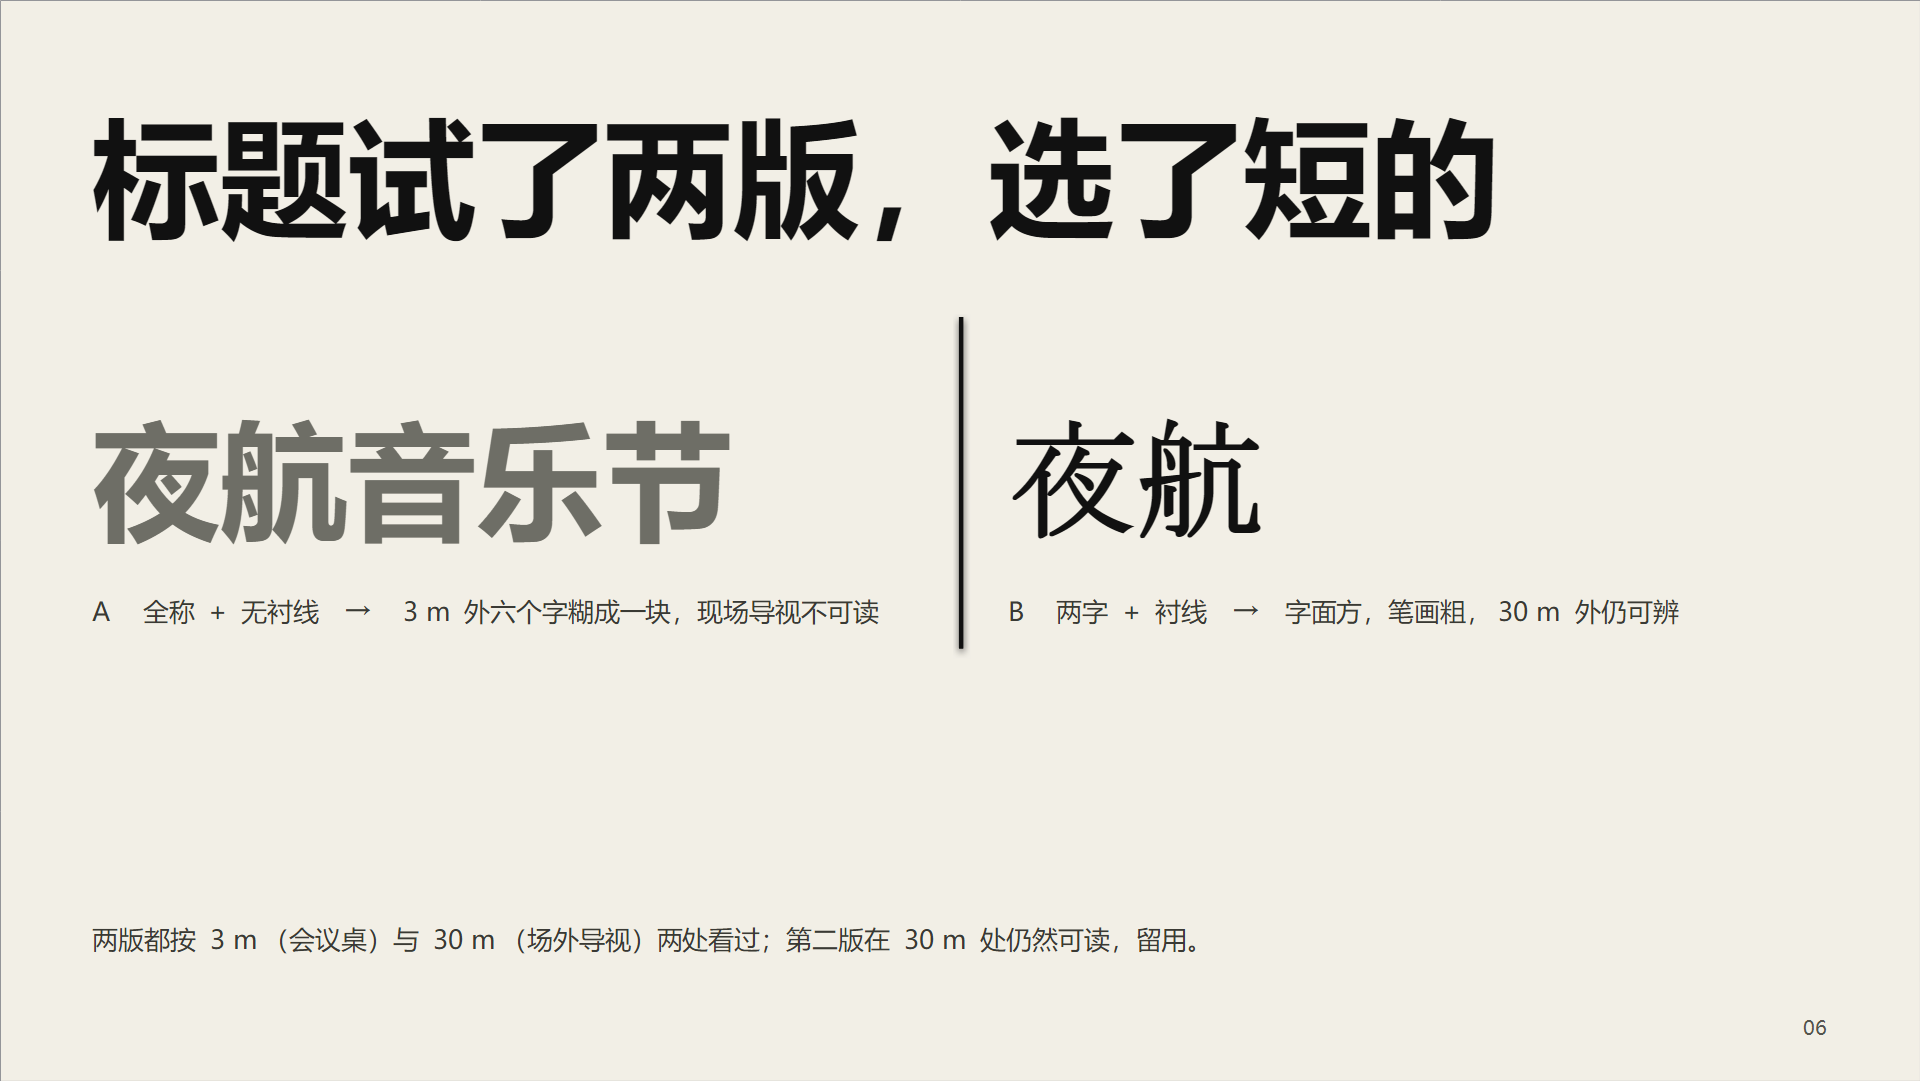 标题试了两版，选了短的
夜航音乐节
夜航
A 全称 + 无衬线 → 3 m 外六个字糊成一块，现场导视不可读
B 两字 + 衬线 → 字面方，笔画粗，30 m 外仍可辨
两版都按 3 m（会议桌）与 30 m（场外导视）两处看过；第二版在 30 m 处仍然可读，留用。
06